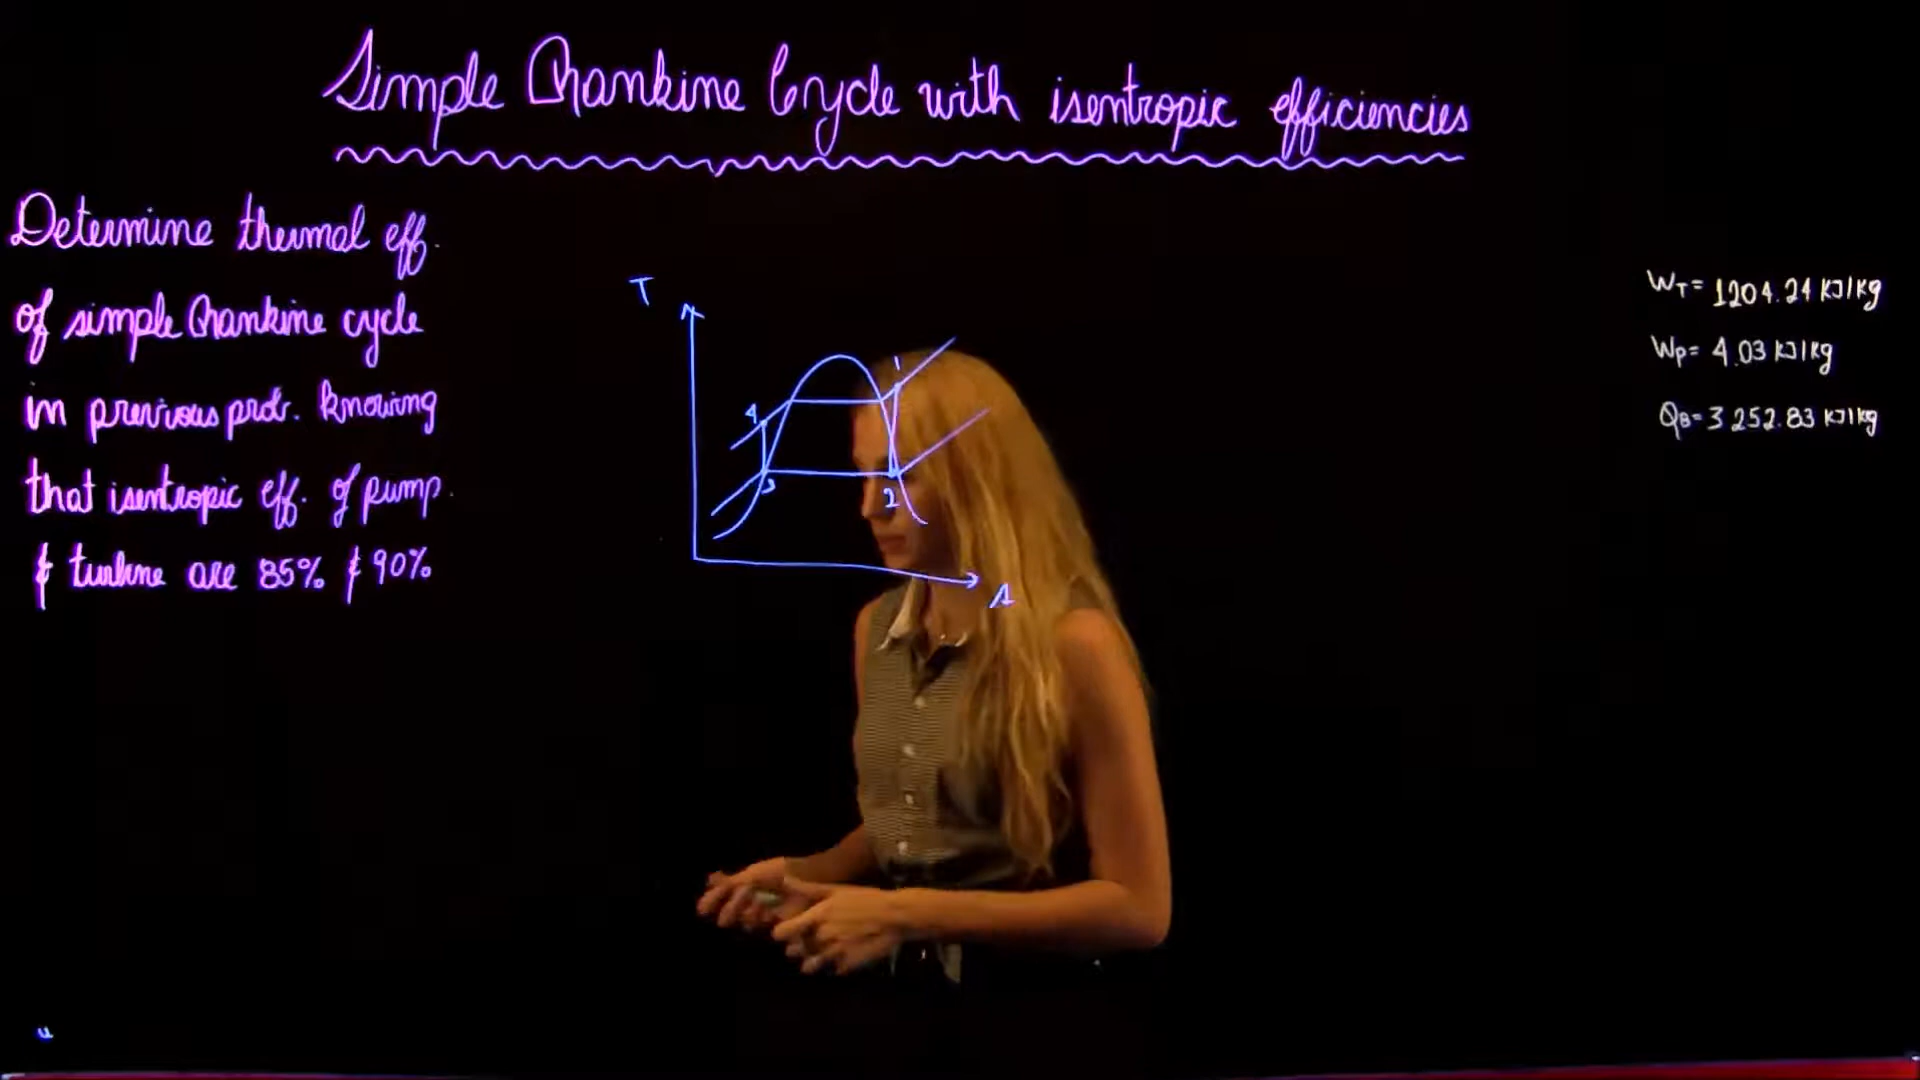 Simple Rankine Cycle with isentropic efficiencies
Determine thermal eff.
of simple Rankine cycle
in previous prob. knowing
that isentropic eff. of pump
& turbine are 85% & 90%
T
1
4
3
2
s
WT= 1204.24 KJ/Kg
Wp= 4.03 KJ/Kg
QB= 3252.83 KJ/Kg